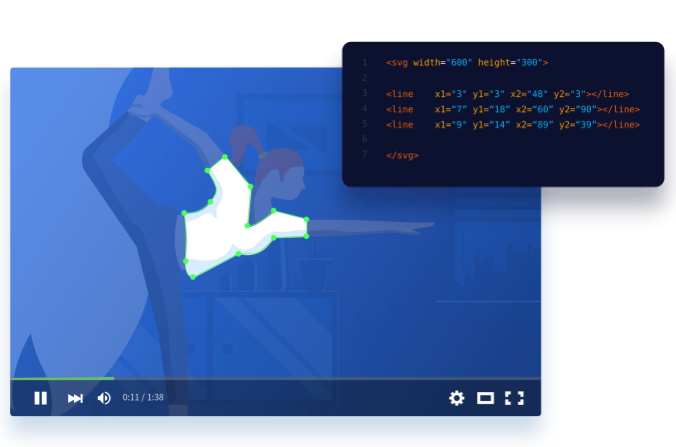 1 <svg width="600" height="300">
2
3 <line x1="3" y1="3" x2="48" y2="3"></line>
4 <line x1="7" y1="18" x2="60" y2="90"></line>
5 <line x1="9" y1="14" x2="89" y2="39"></line>
6
7 </svg>
0:11 / 1:38